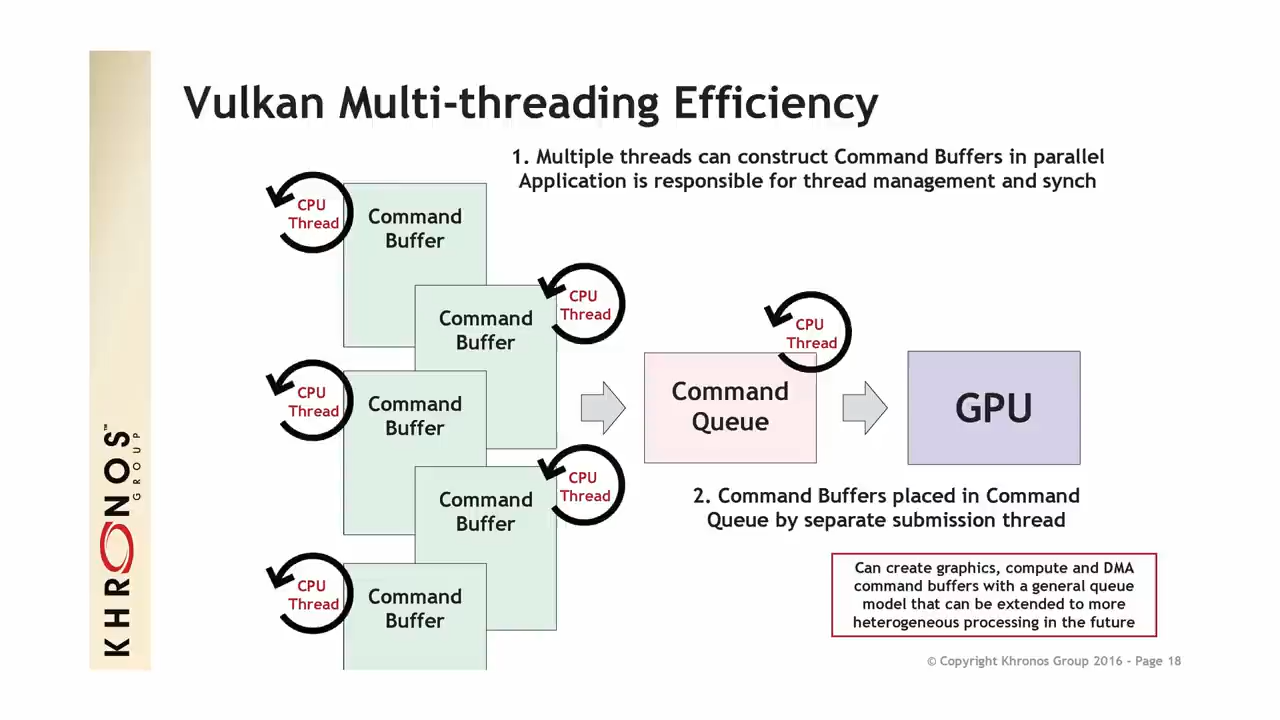 Vulkan Multi-threading Efficiency
1. Multiple threads can construct Command Buffers in parallel
Application is responsible for thread management and synch
CPU
Thread
Command
Buffer
CPU
Thread
Command
Buffer
CPU
Thread
Command
Buffer
CPU
Thread
Command
Buffer
CPU
Thread
Command
Buffer
CPU
Thread
Command
Queue
GPU
2. Command Buffers placed in Command
Queue by separate submission thread
Can create graphics, compute and DMA
command buffers with a general queue
model that can be extended to more
heterogeneous processing in the future
KHRONOS™
GROUP
© Copyright Khronos Group 2016 - Page 18